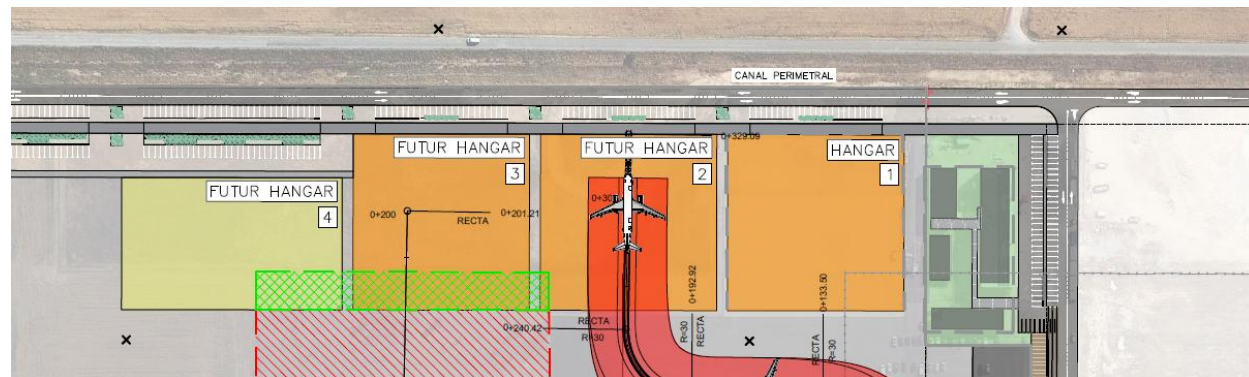 CANAL PERIMETRAL
0+329.09
FUTUR HANGAR
3
FUTUR HANGAR
2
HANGAR
1
FUTUR HANGAR
4
0+200
RECTA
0+201.21
0+30
0+192.92
0+133.50
0+240.42
RECTA
R=30
R=30
RECTA
RECTA
R=30